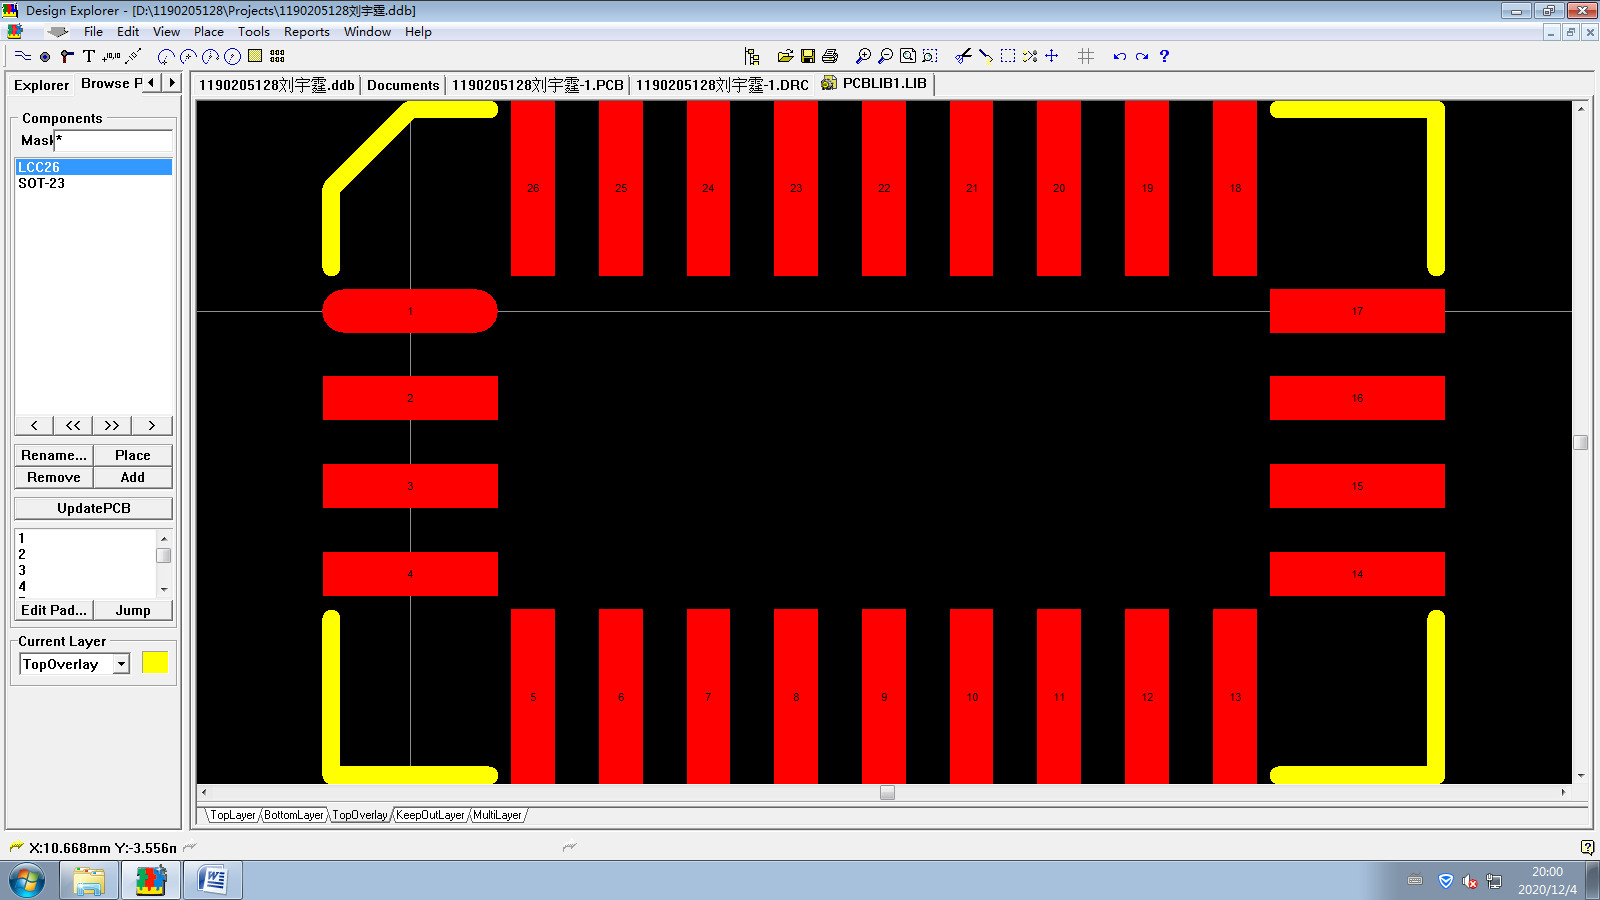 Design Explorer - [D:\1190205128\Projects\1190205128刘宇霆.ddb]
File Edit View Place Tools Reports Window Help
T +10,10
Explorer Browse P
1190205128刘宇霆.ddb Documents 1190205128刘宇霆-1.PCB 1190205128刘宇霆-1.DRC PCBLIB1.LIB
Components
Mask *
LCC26
SOT-23
< << >> >
Rename... Place
Remove Add
UpdatePCB
1
2
3
4
Edit Pad... Jump
Current Layer
TopOverlay
26 25 24 23 22 21 20 19 18
1 17
2 16
3 15
4 14
5 6 7 8 9 10 11 12 13
TopLayer BottomLayer TopOverlay KeepOutLayer MultiLayer
X:10.668mm Y:-3.556m
20:00
2020/12/4